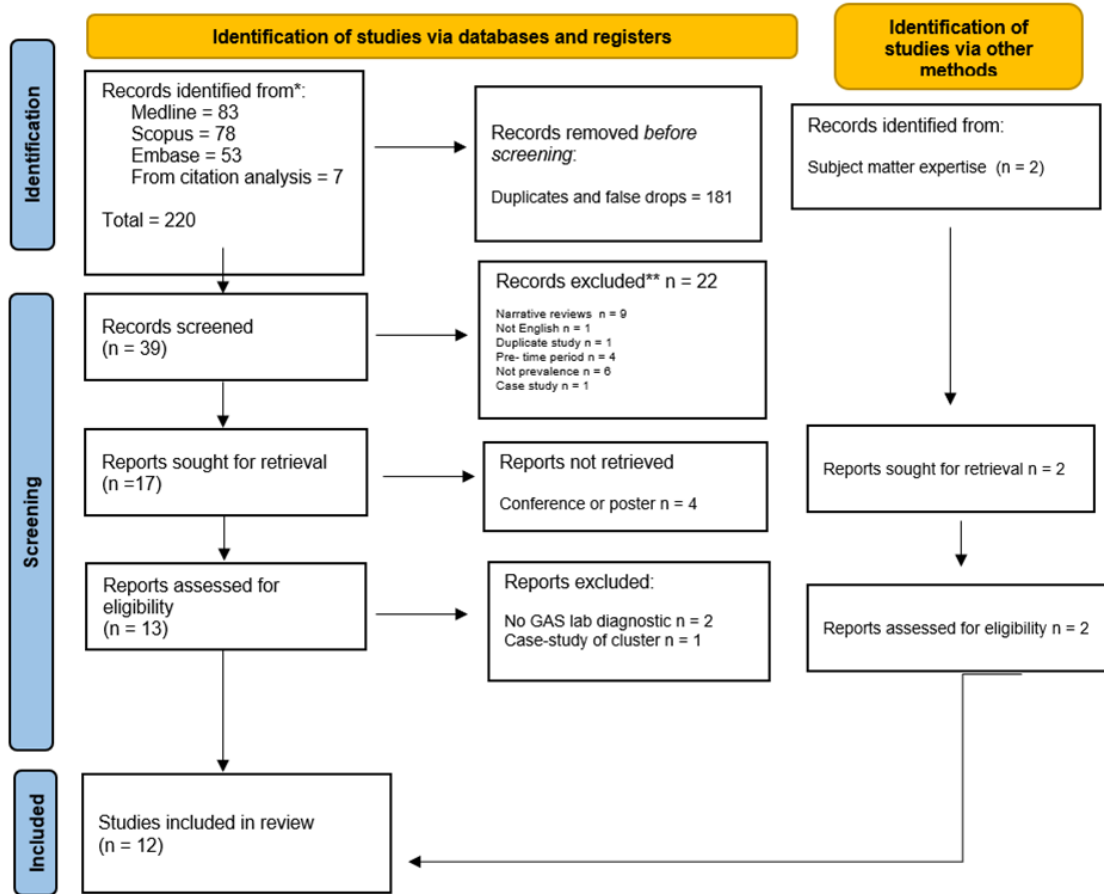 Identification of studies via databases and registers
Identification of
studies via other
methods
Identification
Records identified from*:
Medline = 83
Scopus = 78
Embase = 53
From citation analysis = 7
Total = 220
Records removed before
screening:
Duplicates and false drops = 181
Records identified from:
Subject matter expertise (n = 2)
Screening
Records screened
(n = 39)
Records excluded** n = 22
Narrative reviews n = 9
Not English n = 1
Duplicate study n = 1
Pre- time period n = 4
Not prevalence n = 6
Case study n = 1
Reports sought for retrieval
(n =17)
Reports not retrieved
Conference or poster n = 4
Reports sought for retrieval n = 2
Reports assessed for
eligibility
(n = 13)
Reports excluded:
No GAS lab diagnostic n = 2
Case-study of cluster n = 1
Reports assessed for eligibility n = 2
Included
Studies included in review
(n = 12)